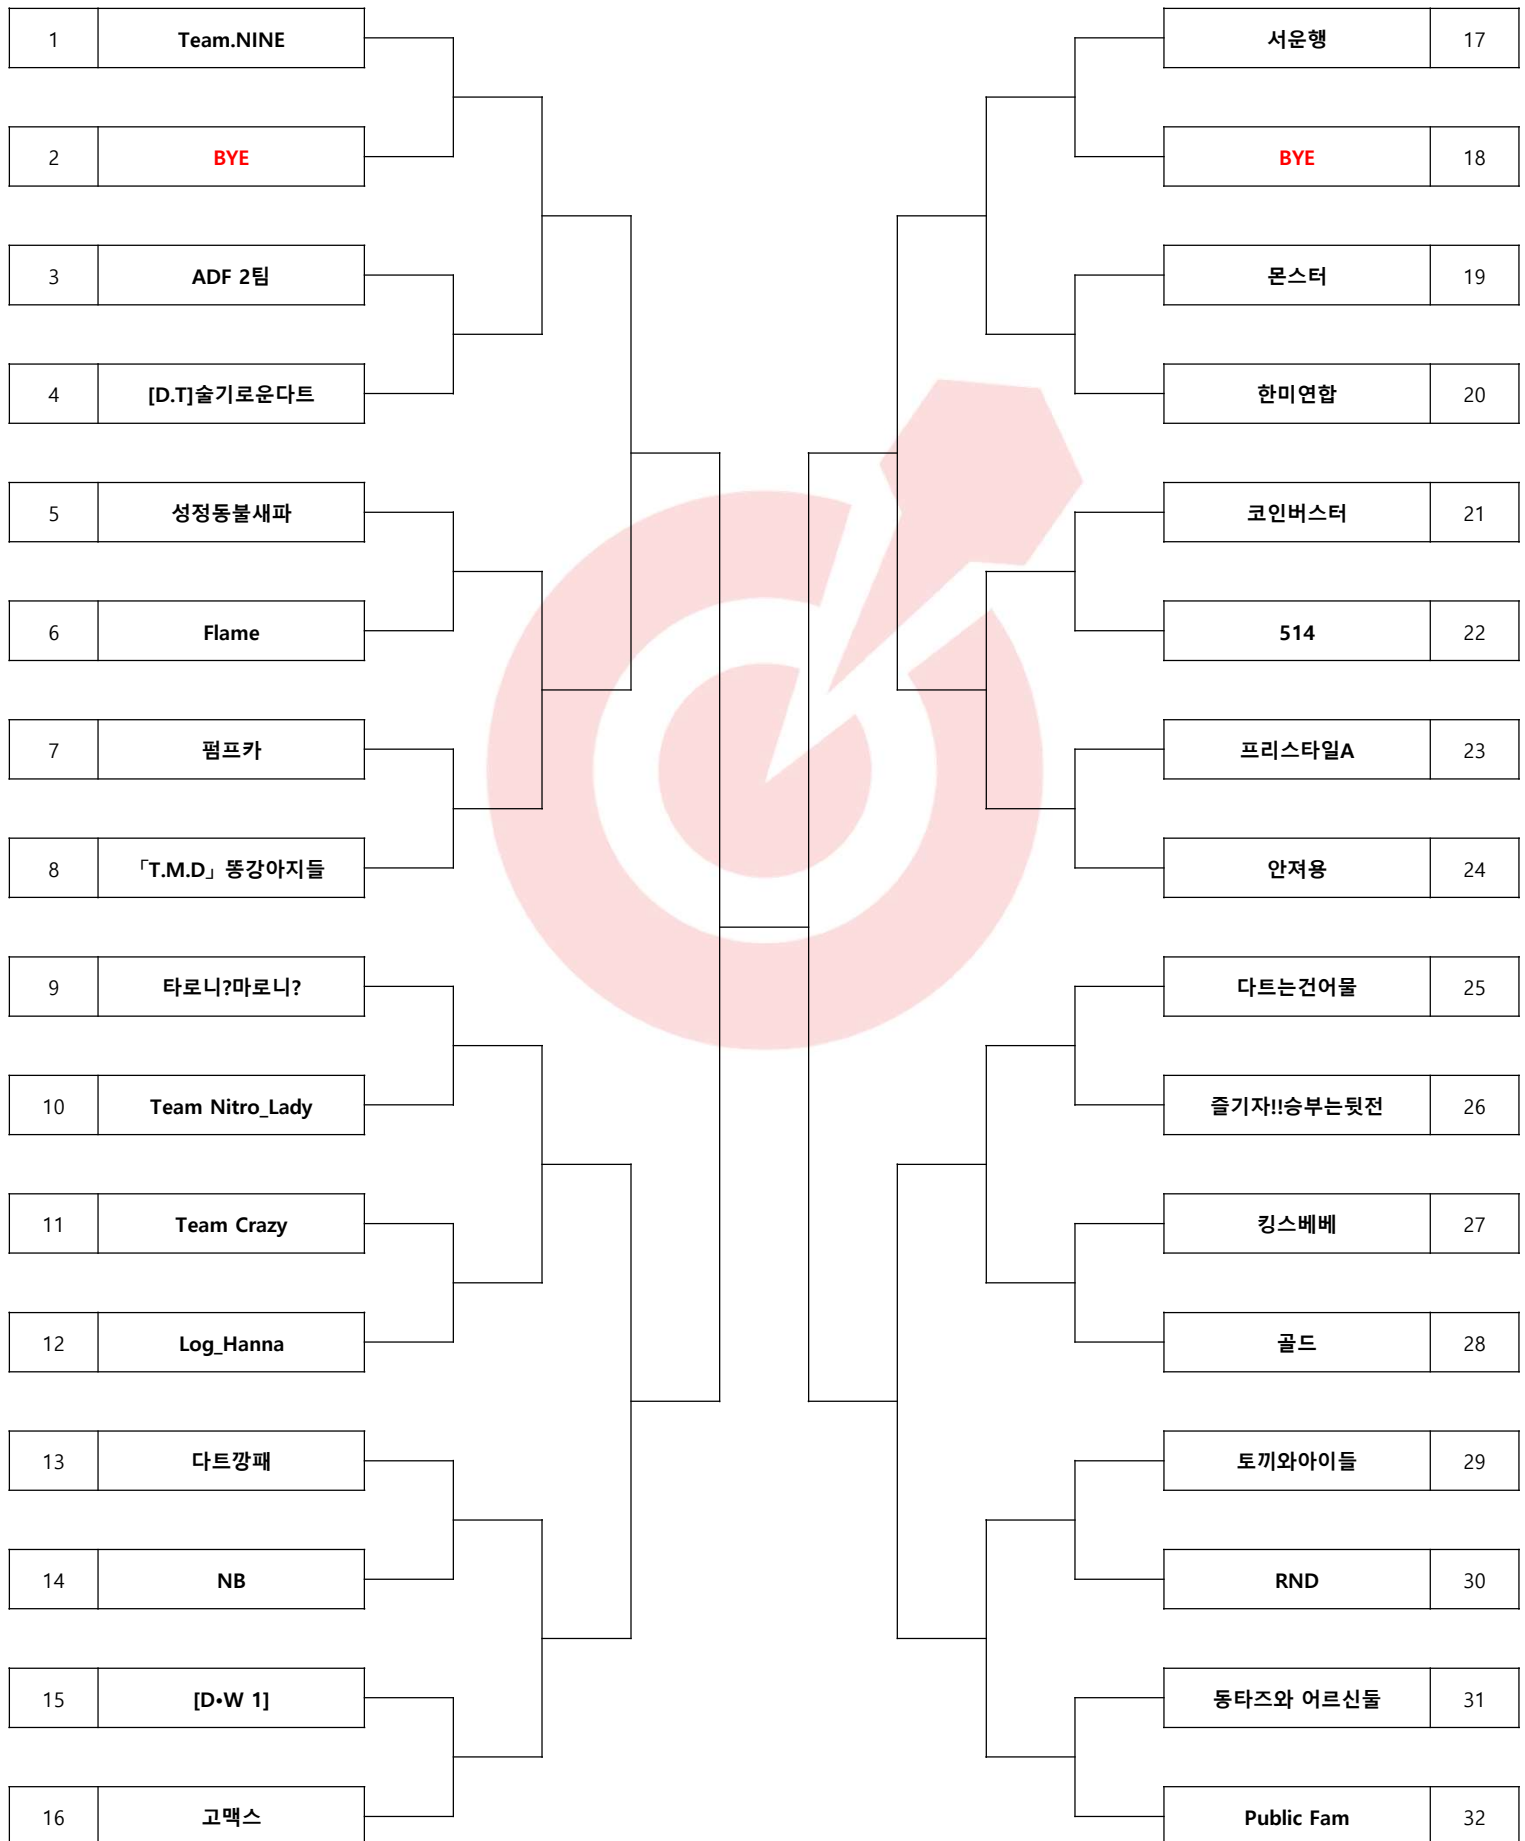 1 Team.NINE
2 BYE
3 ADF 2팀
4 [D.T]술기로운다트
5 성정동불새파
6 Flame
7 펌프카
8 「T.M.D」똥강아지들
9 타로니?마로니?
10 Team Nitro_Lady
11 Team Crazy
12 Log_Hanna
13 다트깡패
14 NB
15 [D•W 1]
16 고맥스
서운행 17
BYE 18
몬스터 19
한미연합 20
코인버스터 21
514 22
프리스타일A 23
안져용 24
다트는건어물 25
즐기자!!승부는뒷전 26
킹스베베 27
골드 28
토끼와아이들 29
RND 30
동타즈와 어르신둘 31
Public Fam 32